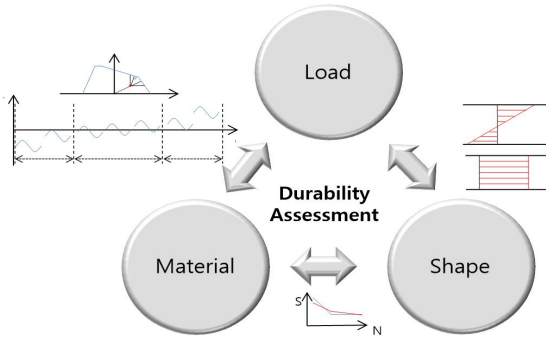 Load
Durability
Assessment
Material
Shape
S
N